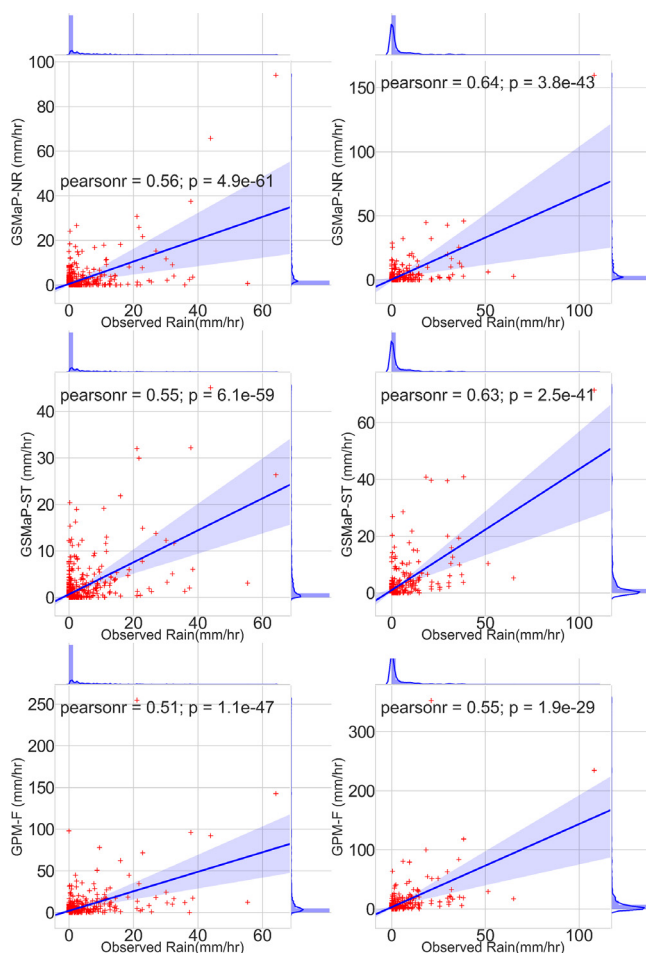 100
80
60
40
20
0
GSMaP-NR (mm/hr)
pearsonr = 0.56; p = 4.9e-61
0 20 40 60
Observed Rain(mm/hr)
150
100
50
0
GSMaP-NR (mm/hr)
pearsonr = 0.64; p = 3.8e-43
0 50 100
Observed Rain(mm/hr)
40
30
20
10
0
GSMaP-ST (mm/hr)
pearsonr = 0.55; p = 6.1e-59
0 20 40 60
Observed Rain(mm/hr)
60
40
20
0
GSMaP-ST (mm/hr)
pearsonr = 0.63; p = 2.5e-41
0 50 100
Observed Rain(mm/hr)
250
200
150
100
50
0
GPM-F (mm/hr)
pearsonr = 0.51; p = 1.1e-47
0 20 40 60
Observed Rain(mm/hr)
300
200
100
0
GPM-F (mm/hr)
pearsonr = 0.55; p = 1.9e-29
0 50 100
Observed Rain(mm/hr)